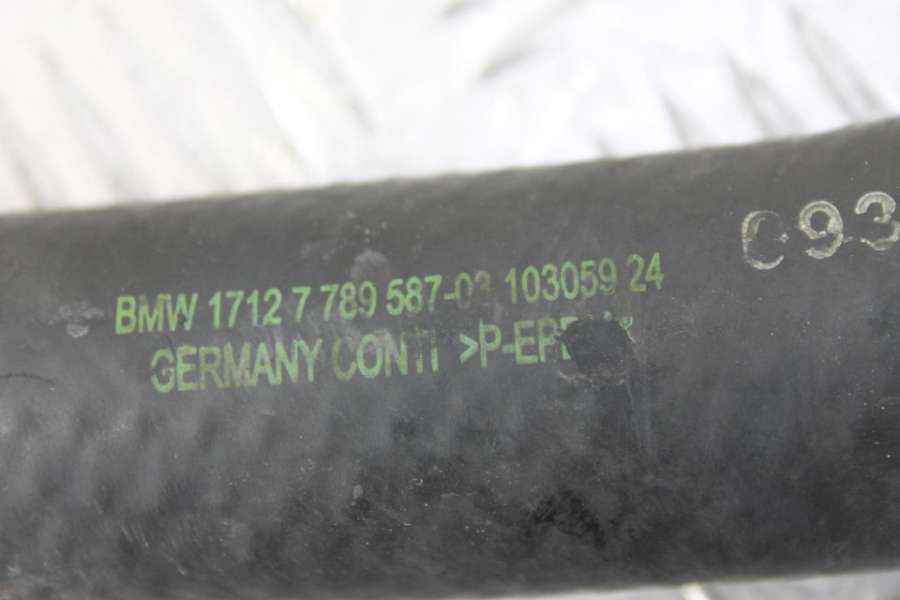 BMW 1712 7 789 587-03 103059 24
GERMANY CONTI
C93